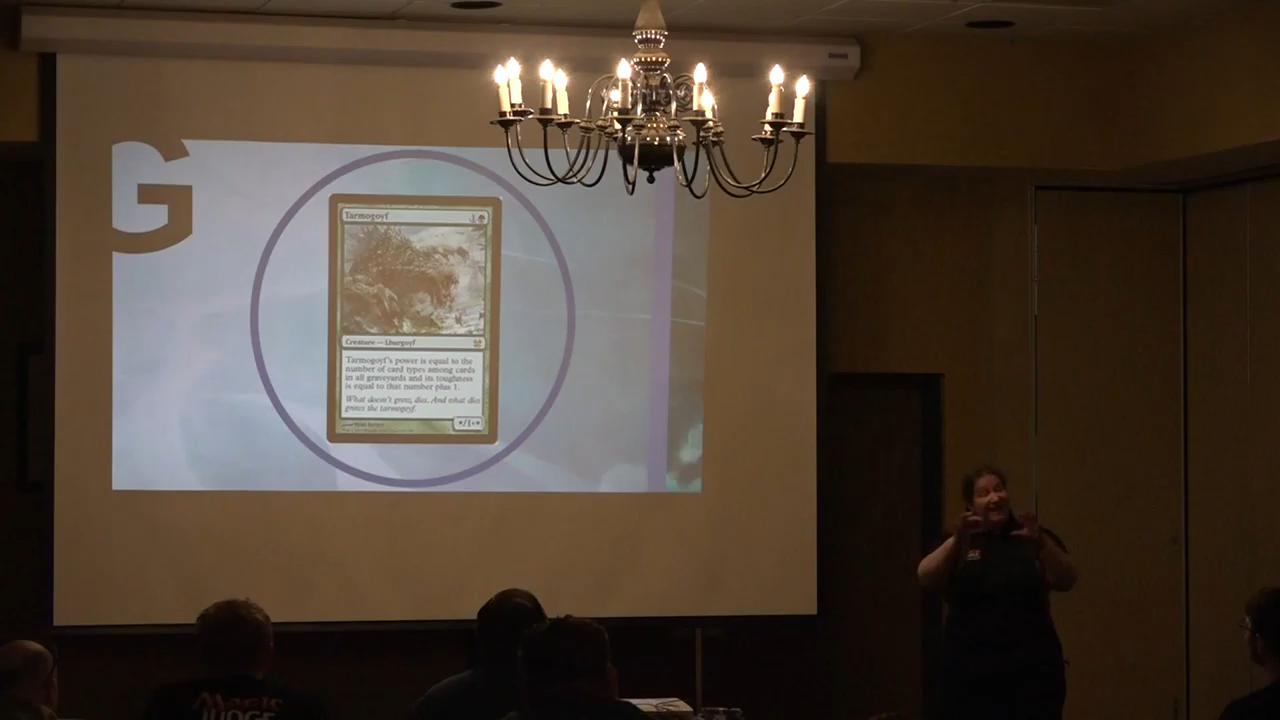 G
Tarmogoyf
1
Creature — Lhurgoyf
Tarmogoyf's power is equal to the
number of card types among cards
in all graveyards and its toughness
is equal to that number plus 1.
What doesn't grow, dies. And what dies
grows the tarmogoyf.
*/1+*
Magic
JUDGE